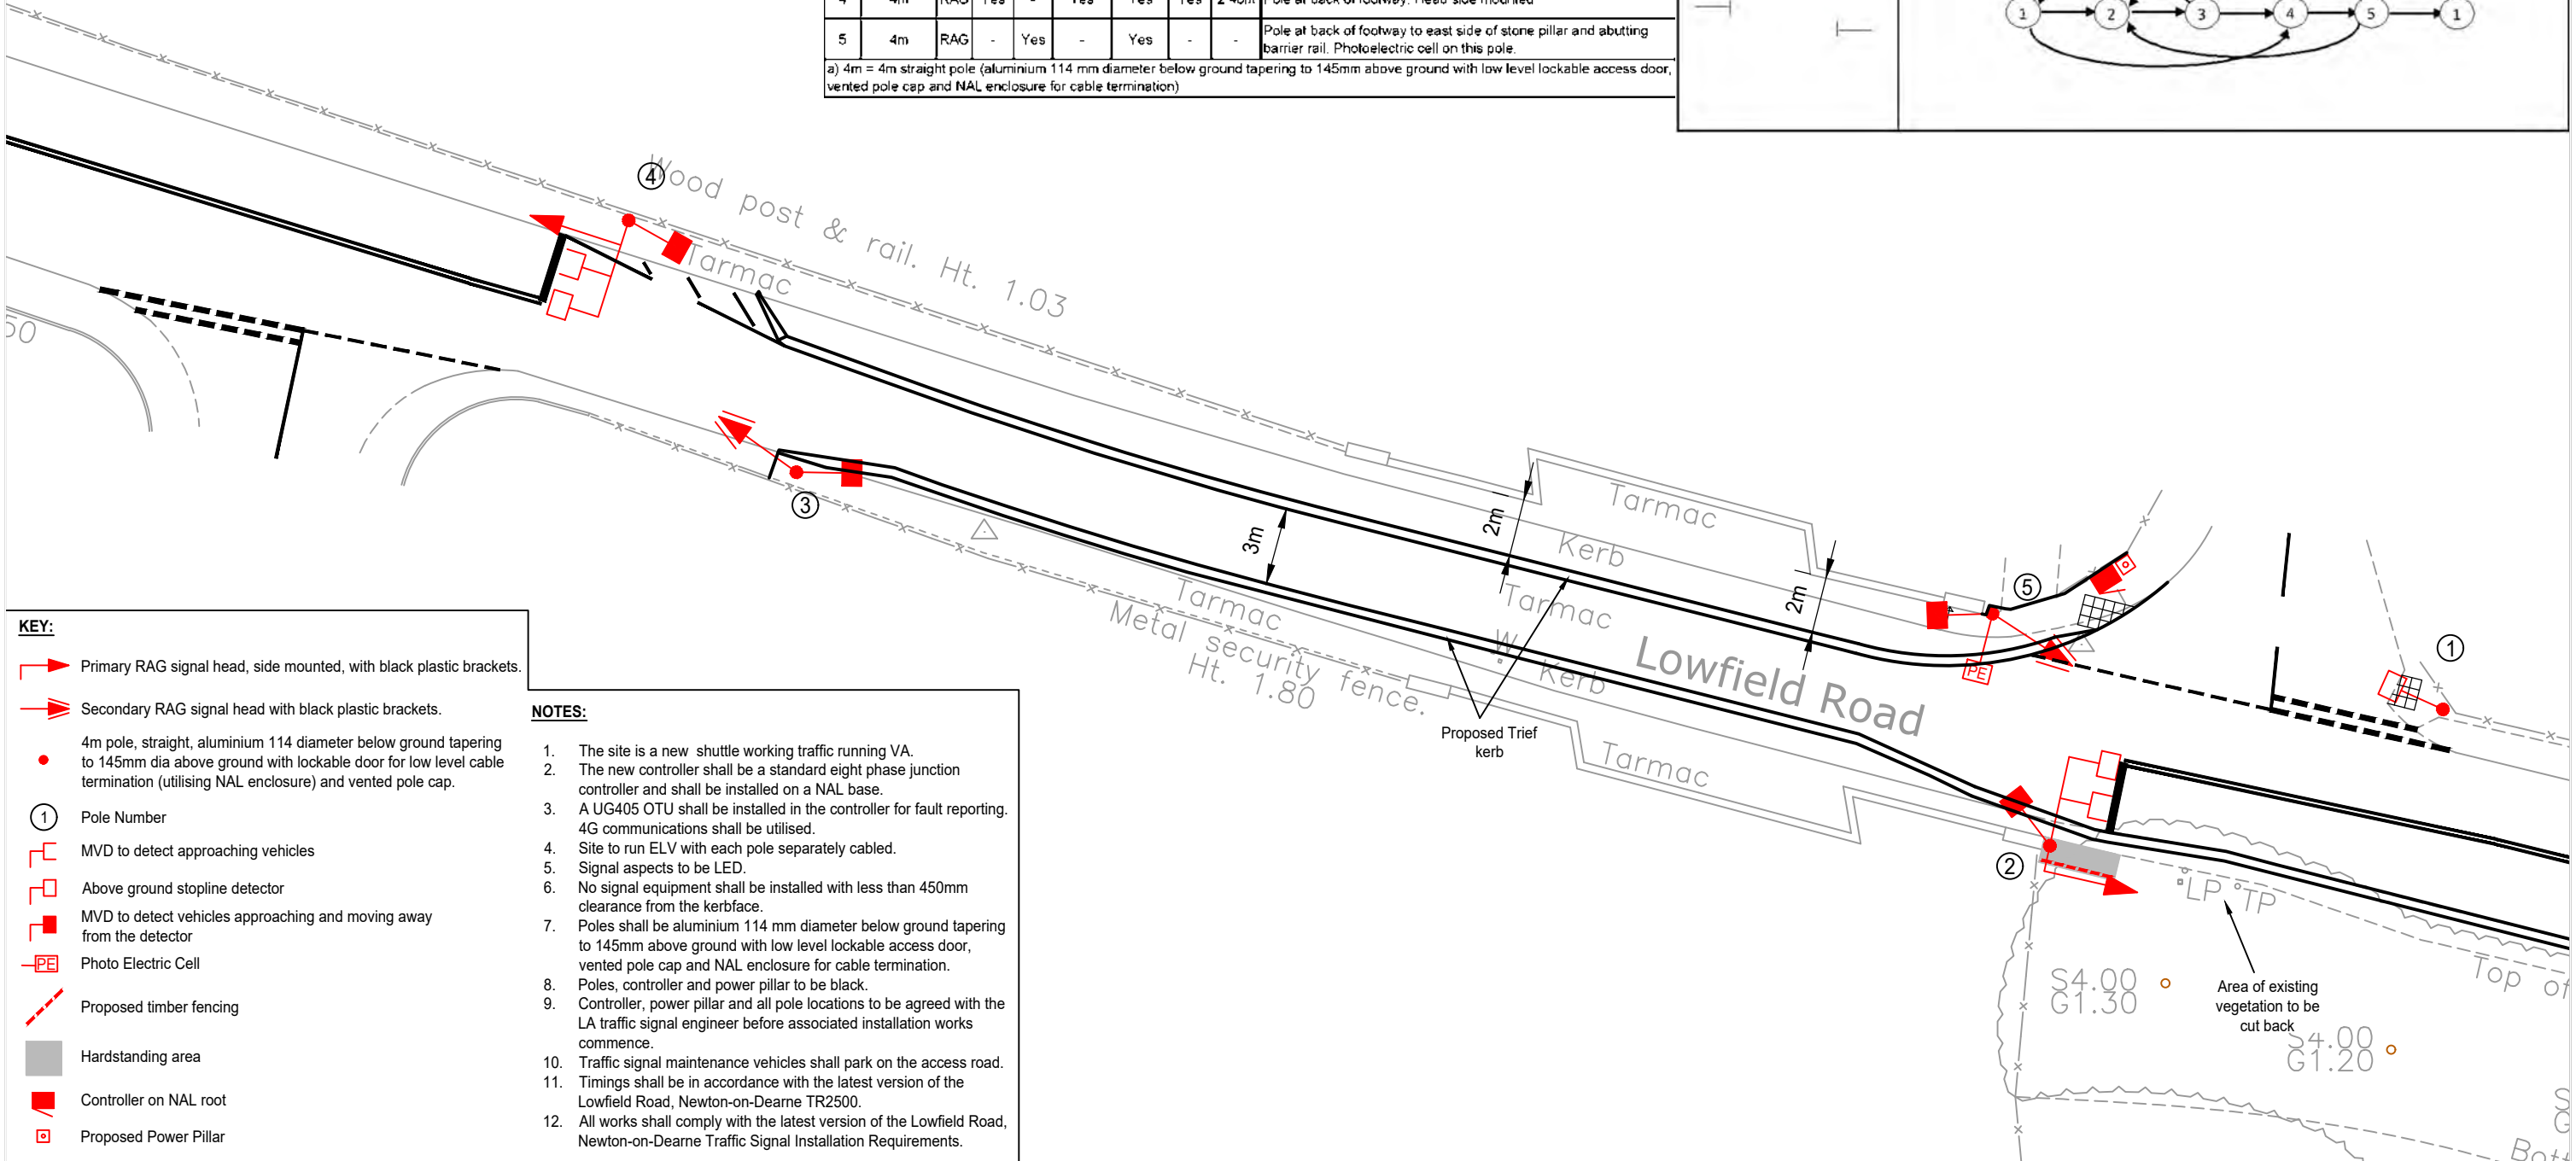 4 4m RAG Yes - Yes Yes Yes Pole at back of footway. Head side mounted
5 4m RAG - Yes - Yes - - Pole at back of footway to east side of stone pillar and abutting
barrier rail. Photoelectric cell on this pole.
a) 4m = 4m straight pole (aluminium 114 mm diameter below ground tapering to 145mm above ground with low level lockable access door,
vented pole cap and NAL enclosure for cable termination)
1 2 3 4 5 1
4
Wood post & rail. Ht. 1.03
Tarmac
50
3
3m
2m
Tarmac
Kerb
2m
5
PE
1
Tarmac
Metal security fence.
Ht. 1.80
Tarmac
W
Kerb
Lowfield Road
Proposed Trief
kerb
Tarmac
2
LP TP
Area of existing
vegetation to be
cut back
S4.00
G1.30
S4.00
G1.20
Top of
S
G
KEY:
Primary RAG signal head, side mounted, with black plastic brackets.
Secondary RAG signal head with black plastic brackets.
4m pole, straight, aluminium 114 diameter below ground tapering
to 145mm dia above ground with lockable door for low level cable
termination (utilising NAL enclosure) and vented pole cap.
1 Pole Number
MVD to detect approaching vehicles
Above ground stopline detector
MVD to detect vehicles approaching and moving away
from the detector
PE Photo Electric Cell
Proposed timber fencing
Hardstanding area
Controller on NAL root
Proposed Power Pillar
NOTES:
1. The site is a new shuttle working traffic running VA.
2. The new controller shall be a standard eight phase junction
controller and shall be installed on a NAL base.
3. A UG405 OTU shall be installed in the controller for fault reporting.
4G communications shall be utilised.
4. Site to run ELV with each pole separately cabled.
5. Signal aspects to be LED.
6. No signal equipment shall be installed with less than 450mm
clearance from the kerbface.
7. Poles shall be aluminium 114 mm diameter below ground tapering
to 145mm above ground with low level lockable access door,
vented pole cap and NAL enclosure for cable termination.
8. Poles, controller and power pillar to be black.
9. Controller, power pillar and all pole locations to be agreed with the
LA traffic signal engineer before associated installation works
commence.
10. Traffic signal maintenance vehicles shall park on the access road.
11. Timings shall be in accordance with the latest version of the
Lowfield Road, Newton-on-Dearne TR2500.
12. All works shall comply with the latest version of the Lowfield Road,
Newton-on-Dearne Traffic Signal Installation Requirements.